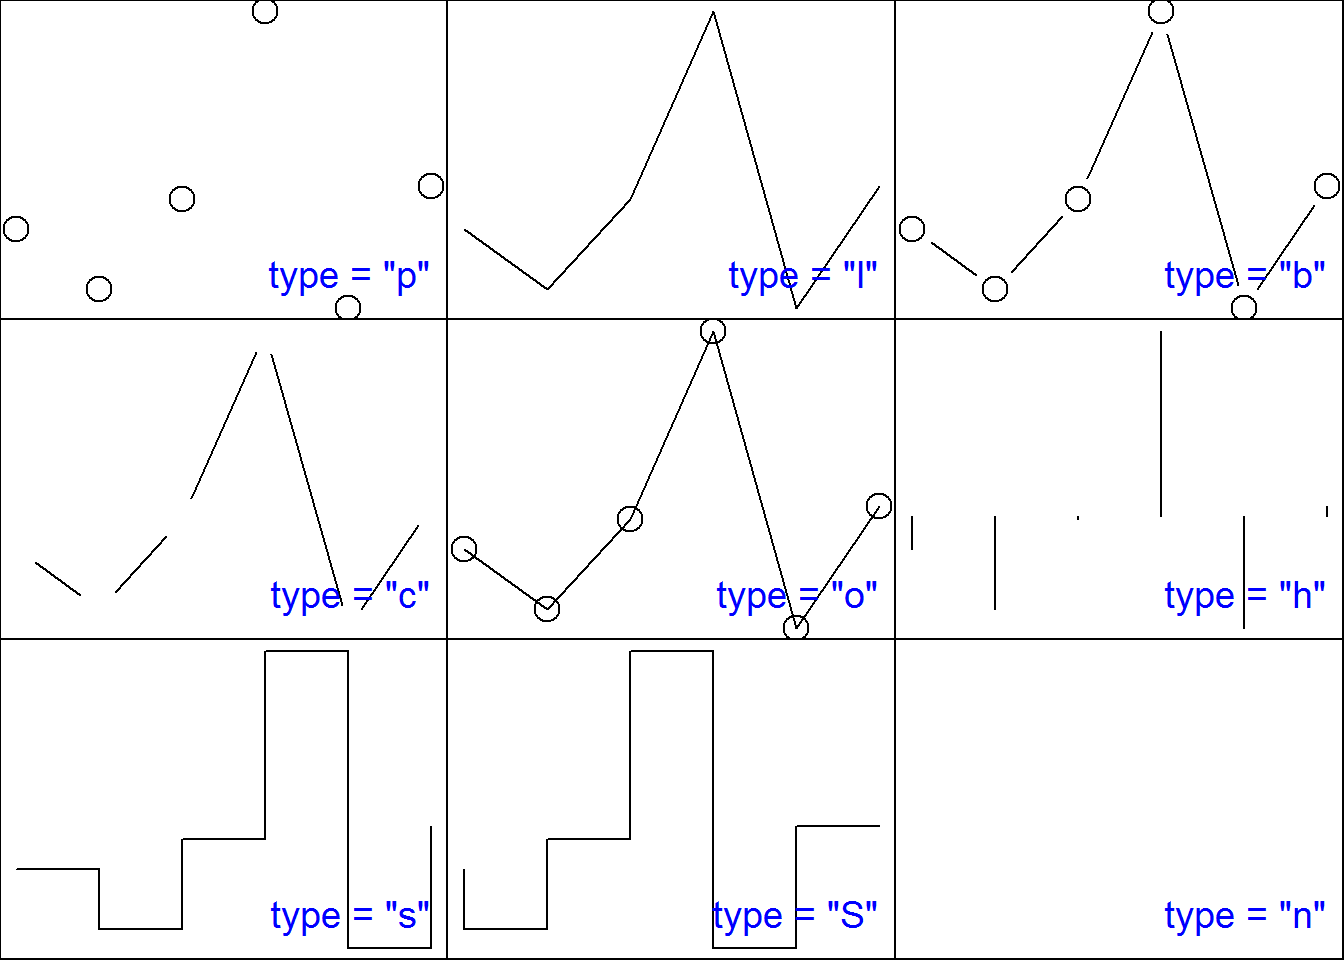 type = "p"
type = "l"
type = "b"
type = "c"
type = "o"
type = "h"
type = "s"
type = "S"
type = "n"